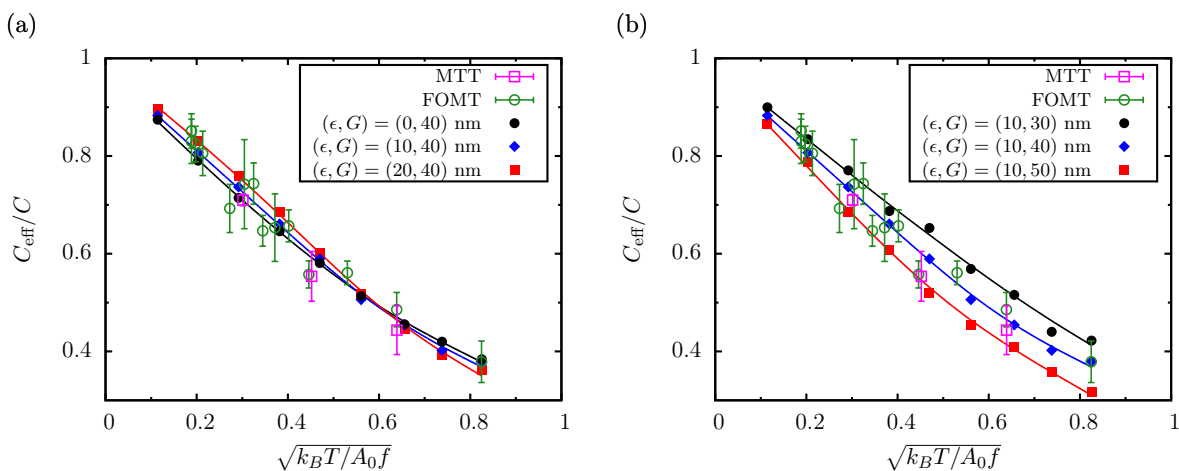 (a)
1
0.8
0.6
0.4
C_eff/C
MTT
FOMT
(ϵ, G) = (0, 40) nm
(ϵ, G) = (10, 40) nm
(ϵ, G) = (20, 40) nm
0 0.2 0.4 0.6 0.8 1
√k_BT/A_0f
(b)
1
0.8
0.6
0.4
C_eff/C
MTT
FOMT
(ϵ, G) = (10, 30) nm
(ϵ, G) = (10, 40) nm
(ϵ, G) = (10, 50) nm
0 0.2 0.4 0.6 0.8 1
√k_BT/A_0f